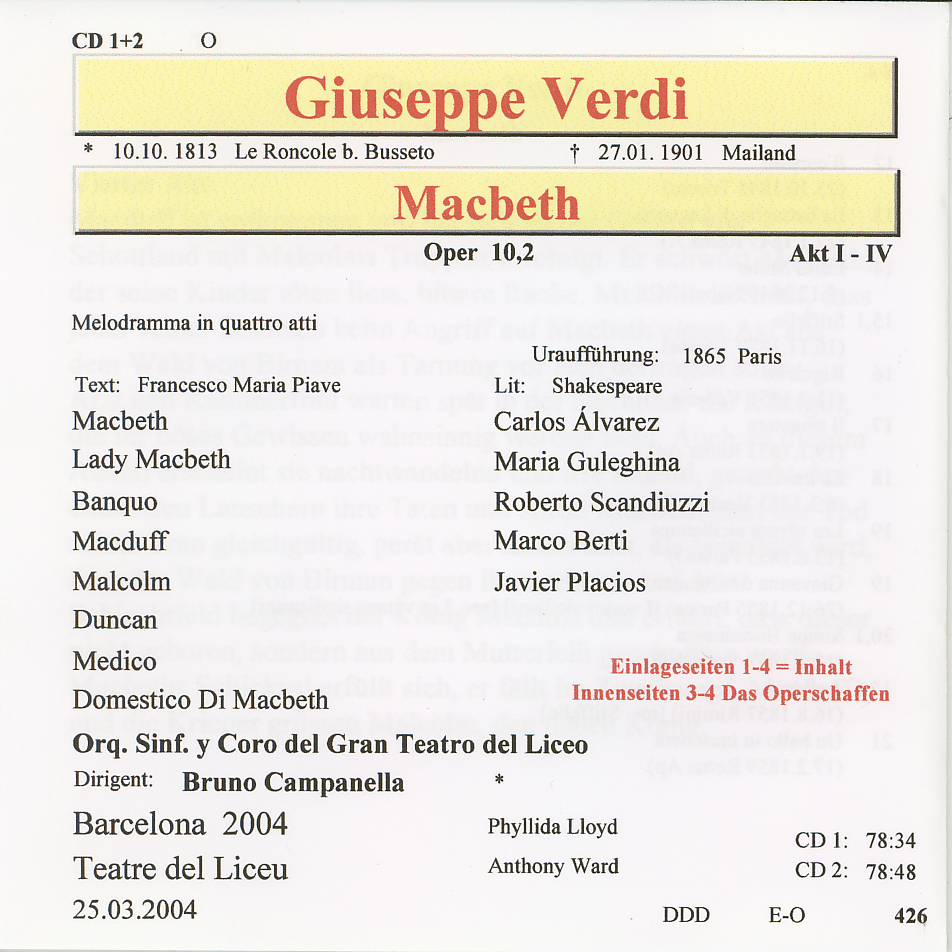 CD 1+2 O
Giuseppe Verdi
* 10.10. 1813 Le Roncole b. Busseto † 27.01. 1901 Mailand
Macbeth
Oper 10,2 Akt I - IV
Melodramma in quattro atti
Uraufführung: 1865 Paris
Text: Francesco Maria Piave Lit: Shakespeare
Macbeth Carlos Álvarez
Lady Macbeth Maria Guleghina
Banquo Roberto Scandiuzzi
Macduff Marco Berti
Malcolm Javier Placios
Duncan
Medico
Einlageseiten 1-4 = Inhalt
Innenseiten 3-4 Das Operschaffen
Domestico Di Macbeth
Orq. Sinf. y Coro del Gran Teatro del Liceo
Dirigent: Bruno Campanella *
Barcelona 2004 Phyllida Lloyd
CD 1: 78:34
Teatre del Liceu Anthony Ward
CD 2: 78:48
25.03.2004
DDD E-O 426